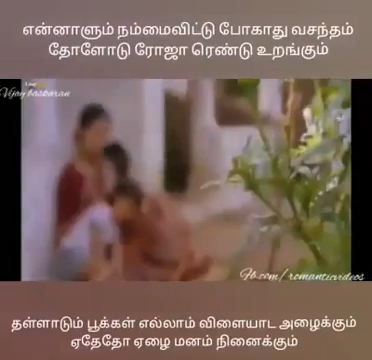 என்னாளும் நம்மைவிட்டு போகாது வசந்தம்
தோளோடு ரோஜா ரெண்டு உறங்கும்
Vijay baskaran
Fb.com/romanticvideos
தள்ளாடும் பூக்கள் எல்லாம் விளையாட அழைக்கும்
ஏதேதோ ஏழை மனம் நினைக்கும்